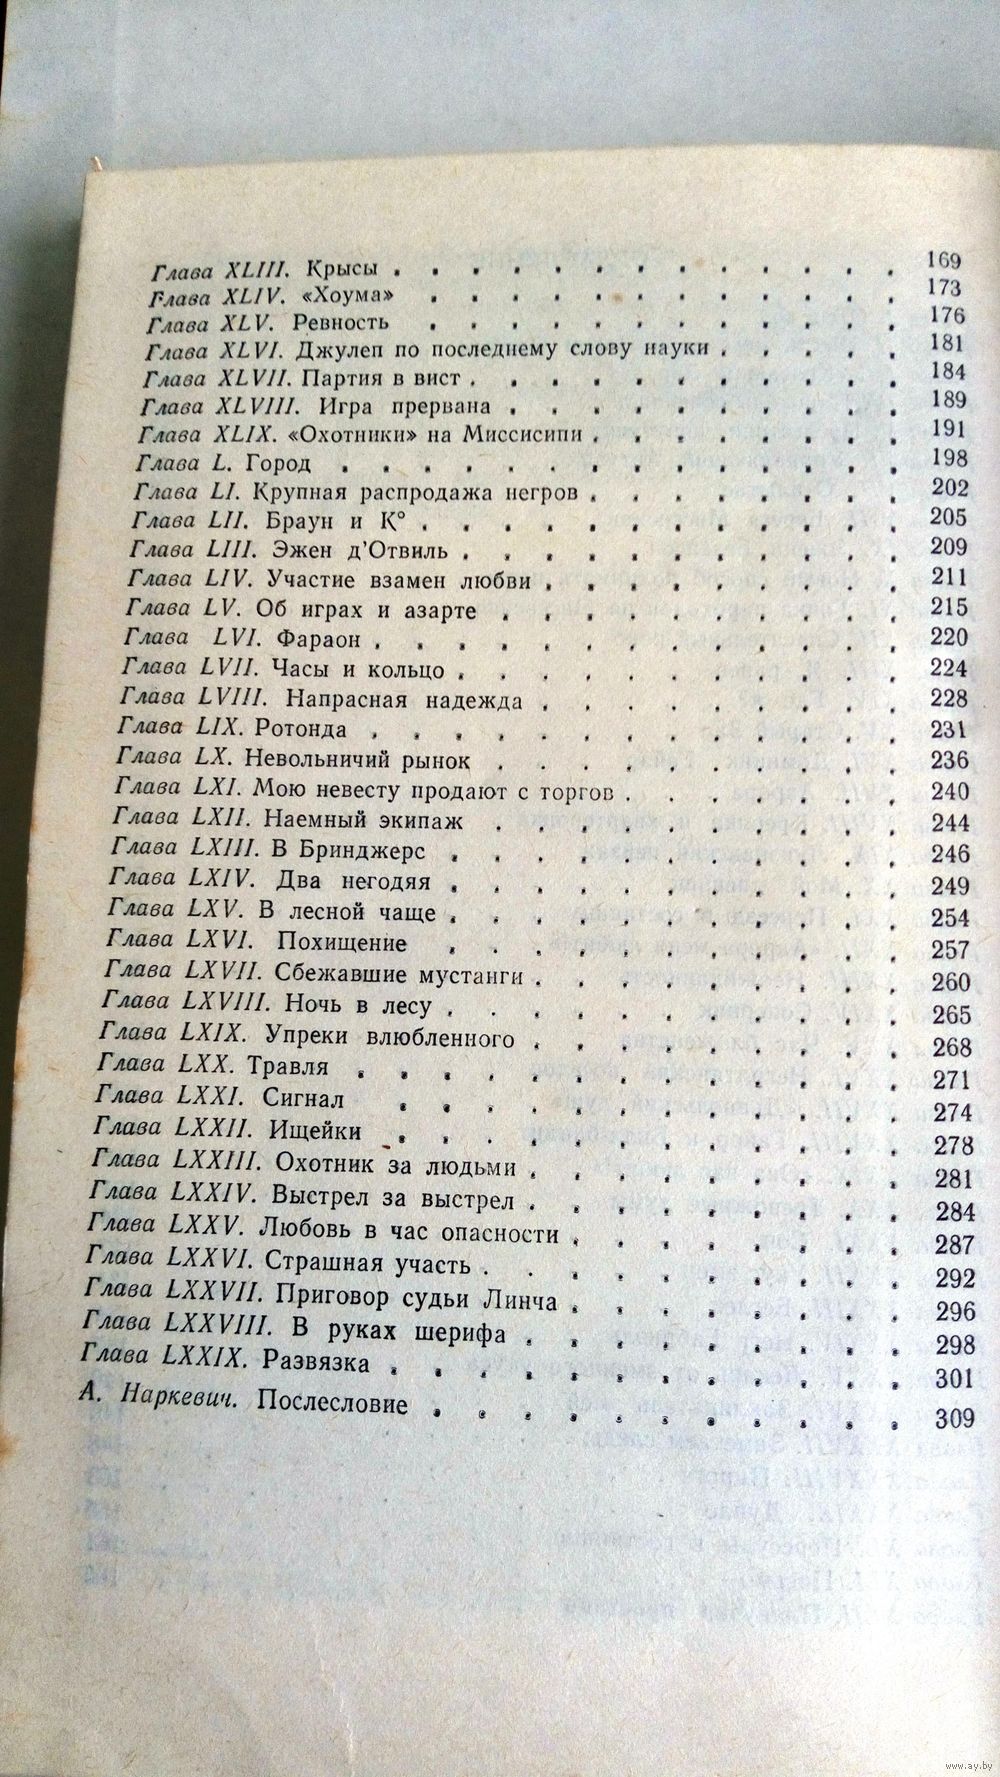 Глава XLIII. Крысы . . . . . . . . . . . . . 169
Глава XLIV. «Хоума» . . . . . . . . . . . . 173
Глава XLV. Ревность . . . . . . . . . . . . 176
Глава XLVI. Джулеп по последнему слову науки . . . . . 181
Глава XLVII. Партия в вист . . . . . . . . . . . 184
Глава XLVIII. Игра прервана . . . . . . . . . . 189
Глава XLIX. «Охотники» на Миссисипи . . . . . . . . 191
Глава L. Город . . . . . . . . . . . . . . 198
Глава LI. Крупная распродажа негров . . . . . . . . 202
Глава LII. Браун и К° . . . . . . . . . . . . 205
Глава LIII. Эжен д’Отвиль . . . . . . . . . . . 209
Глава LIV. Участие взамен любви . . . . . . . . . 211
Глава LV. Об играх и азарте . . . . . . . . . . 215
Глава LVI. Фараон . . . . . . . . . . . . . 220
Глава LVII. Часы и кольцо . . . . . . . . . . . 224
Глава LVIII. Напрасная надежда . . . . . . . . . 228
Глава LIX. Ротонда . . . . . . . . . . . . . 231
Глава LX. Невольничий рынок . . . . . . . . . . 236
Глава LXI. Мою невесту продают с торгов . . . . . . . 240
Глава LXII. Наемный экипаж . . . . . . . . . . 244
Глава LXIII. В Бринджерс . . . . . . . . . . . 246
Глава LXIV. Два негодяя . . . . . . . . . . . 249
Глава LXV. В лесной чаще . . . . . . . . . . . 254
Глава LXVI. Похищение . . . . . . . . . . . 257
Глава LXVII. Сбежавшие мустанги . . . . . . . . . 260
Глава LXVIII. Ночь в лесу . . . . . . . . . . . 265
Глава LXIX. Упреки влюбленного . . . . . . . . . 268
Глава LXX. Травля . . . . . . . . . . . . . 271
Глава LXXI. Сигнал . . . . . . . . . . . . 274
Глава LXXII. Ищейки . . . . . . . . . . . . 278
Глава LXXIII. Охотник за людьми . . . . . . . . . 281
Глава LXXIV. Выстрел за выстрел . . . . . . . . . 284
Глава LXXV. Любовь в час опасности . . . . . . . . 287
Глава LXXVI. Страшная участь . . . . . . . . . . 292
Глава LXXVII. Приговор судьи Линча . . . . . . . . 296
Глава LXXVIII. В руках шерифа . . . . . . . . . 298
Глава LXXIX. Развязка . . . . . . . . . . . . 301
А. Наркевич. Послесловие . . . . . . . . . . . 309
www.ay.by